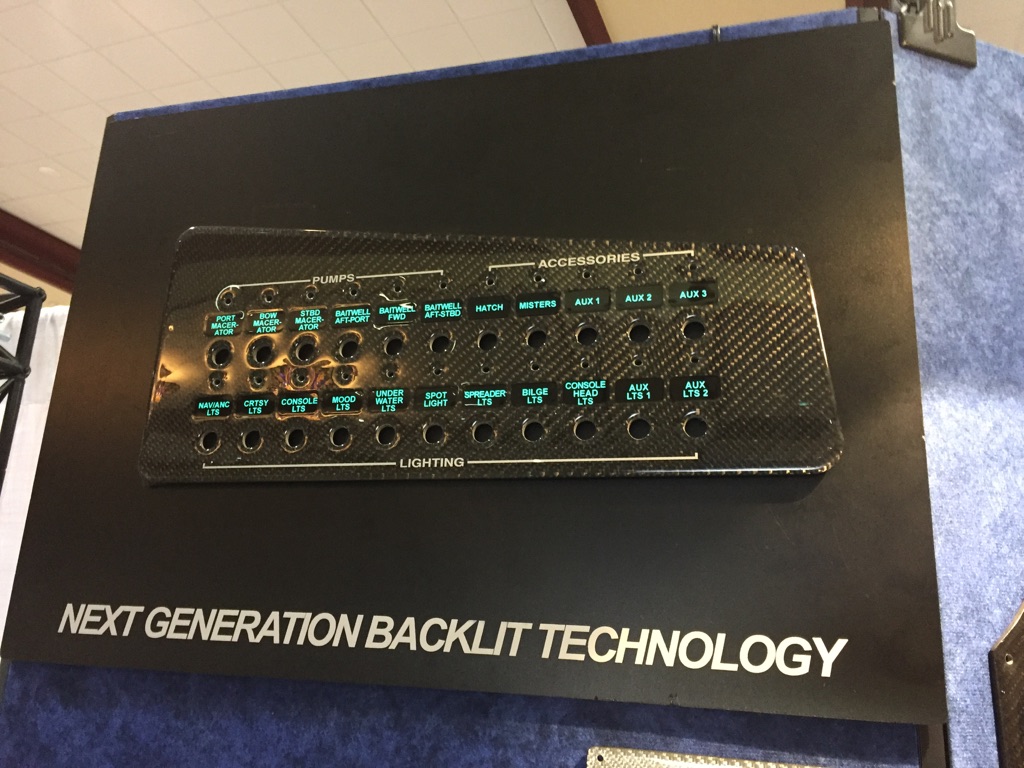 PUMPS
ACCESSORIES
PORT
MACER-
ATOR
BOW
MACER-
ATOR
STBD
MACER-
ATOR
BAITWELL
AFT-PORT
BAITWELL
FWD
BAITWELL
AFT-STBD
HATCH
MISTERS
AUX 1
AUX 2
AUX 3
NAV/ANC
LTS
CRTSY
LTS
CONSOLE
LTS
MOOD
LTS
UNDER
WATER
LTS
SPOT
LIGHT
SPREADER
LTS
BILGE
LTS
CONSOLE
HEAD
LTS
AUX
LTS 1
AUX
LTS 2
LIGHTING
NEXT GENERATION BACKLIT TECHNOLOGY